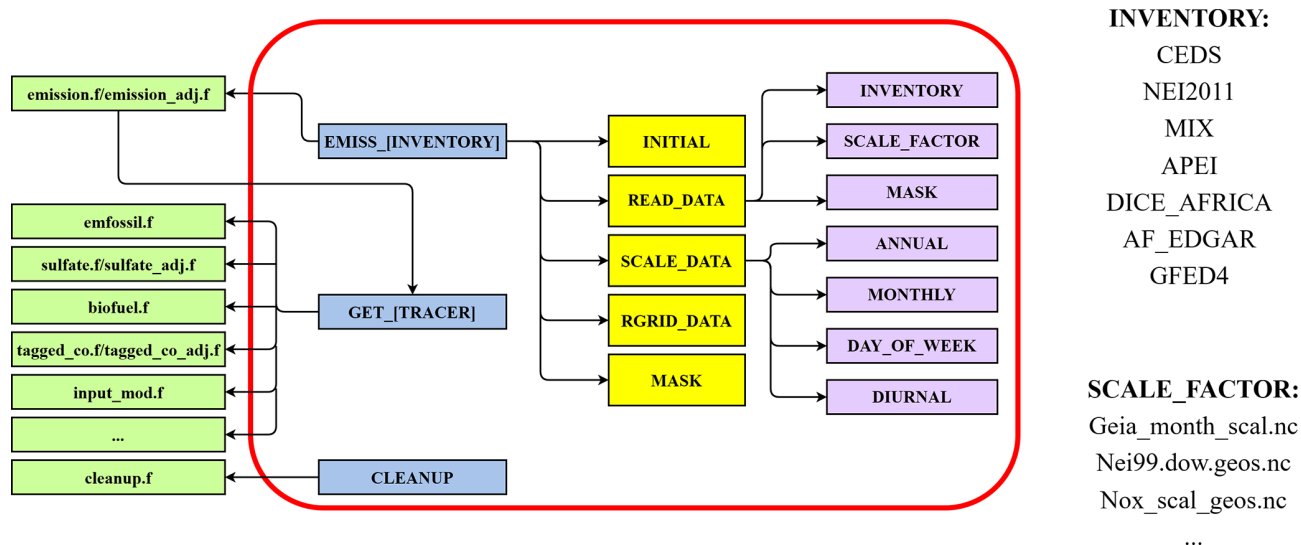 emission.f/emission_adj.f
emfossil.f
sulfate.f/sulfate_adj.f
biofuel.f
tagged_co.f/tagged_co_adj.f
input_mod.f
...
cleanup.f
EMISS_[INVENTORY]
GET_[TRACER]
CLEANUP
INITIAL
READ_DATA
SCALE_DATA
RGRID_DATA
MASK
INVENTORY
SCALE_FACTOR
MASK
ANNUAL
MONTHLY
DAY_OF_WEEK
DIURNAL
INVENTORY:
CEDS
NEI2011
MIX
APEI
DICE_AFRICA
AF_EDGAR
GFED4
SCALE_FACTOR:
Geia_month_scal.nc
Nei99.dow.geos.nc
Nox_scal_geos.nc
...